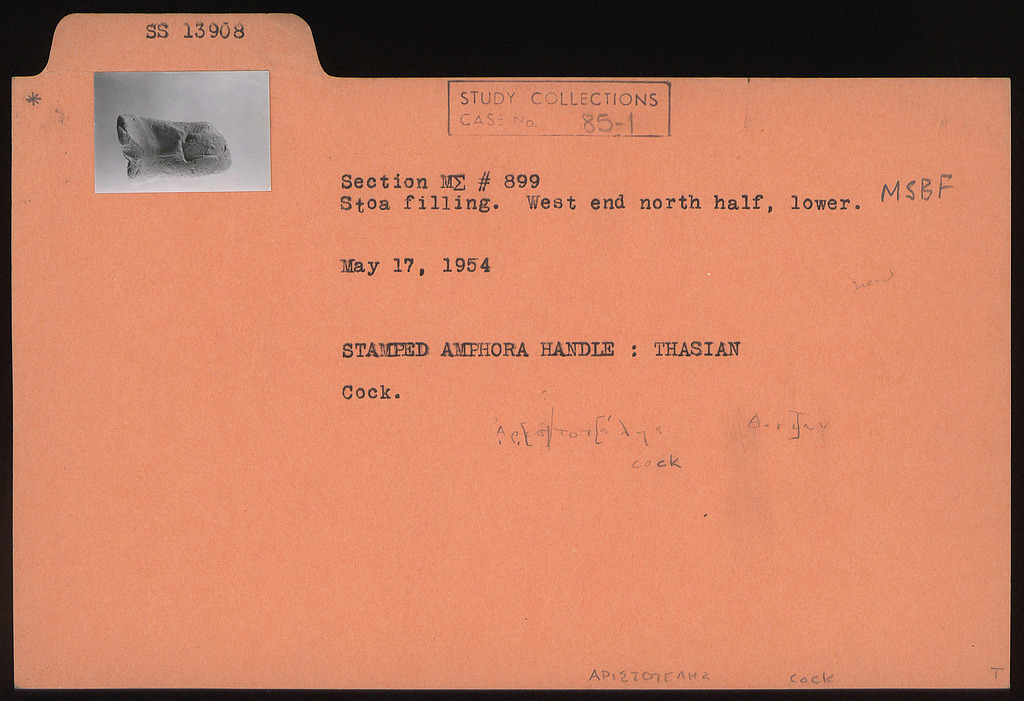 SS 13908
*
STUDY COLLECTIONS
CASE No. 85-1
Section ΜΣ # 899
Stoa filling. West end north half, lower.
MSBF
May 17, 1954
new
STAMPED AMPHORA HANDLE : THASIAN
Cock.
cock
ΑΡΙΣΤΟΤΕΛΗΣ cock T